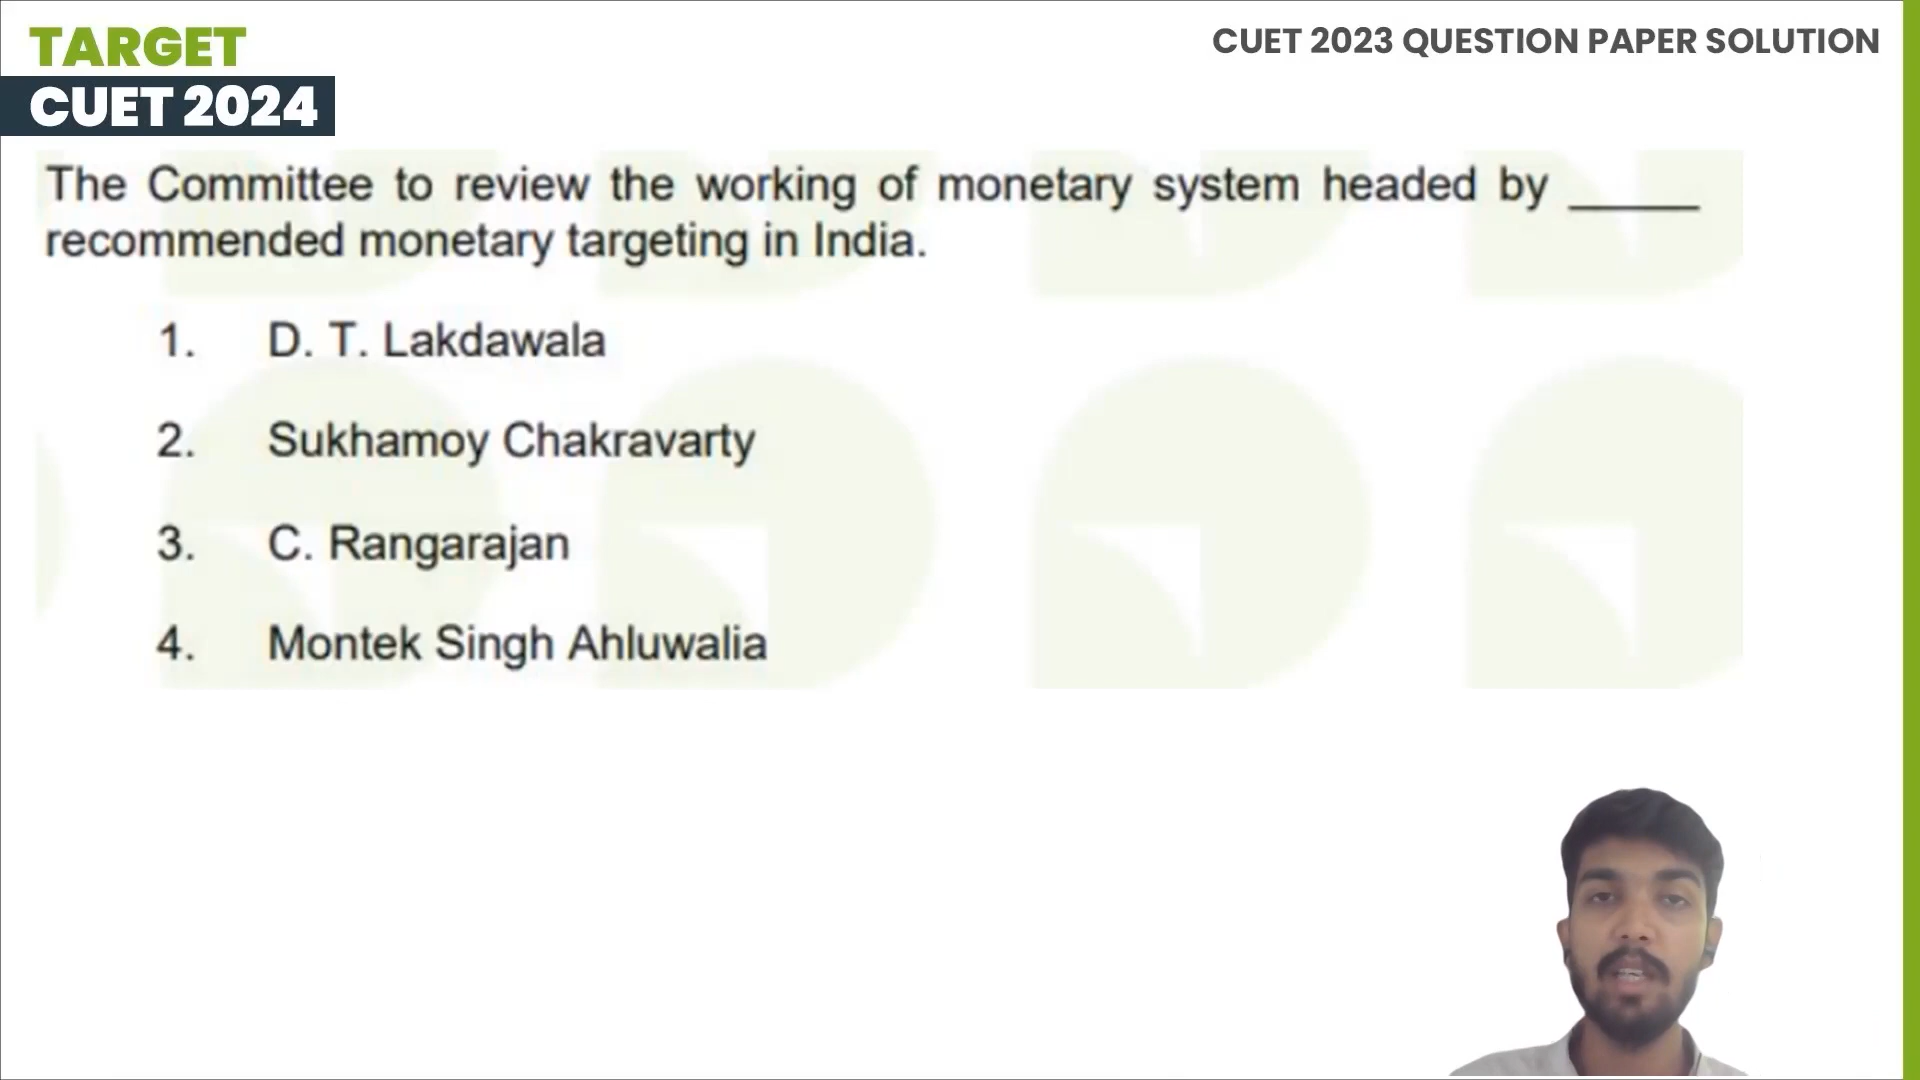 TARGET
CUET 2024
CUET 2023 QUESTION PAPER SOLUTION
The Committee to review the working of monetary system headed by _____
recommended monetary targeting in India.
1. D. T. Lakdawala
2. Sukhamoy Chakravarty
3. C. Rangarajan
4. Montek Singh Ahluwalia